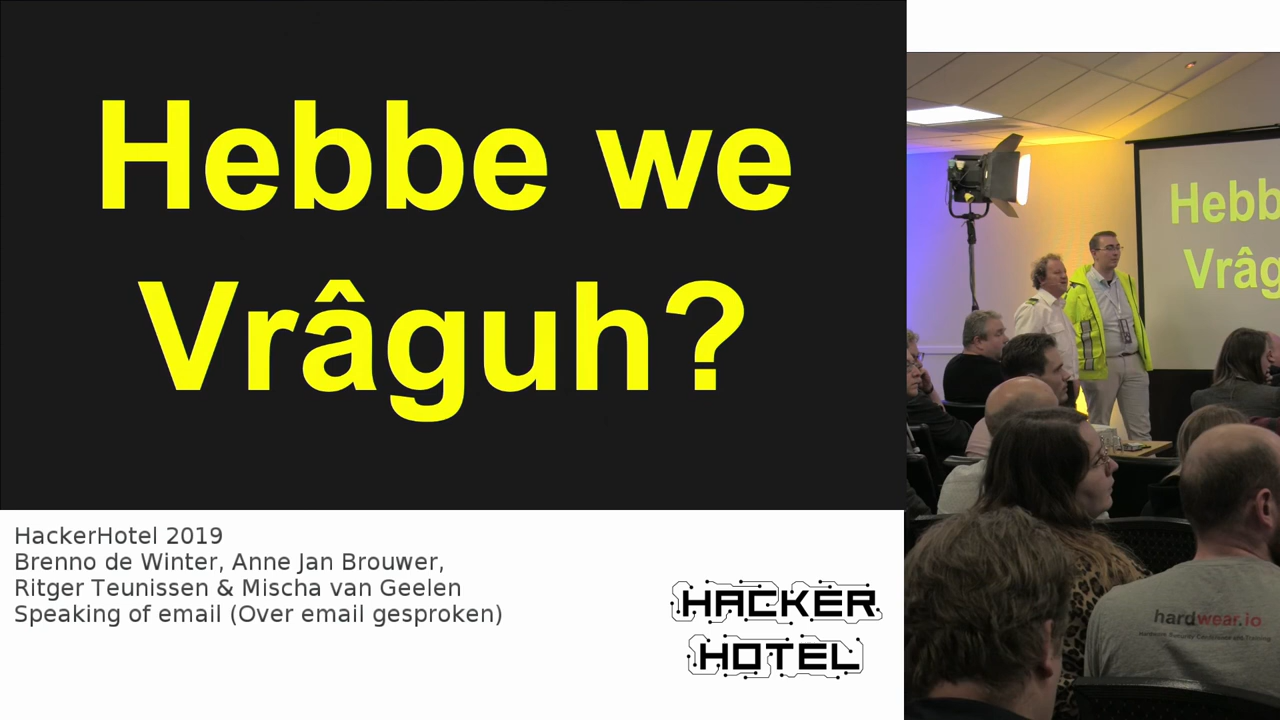 Hebbe we
Vrâguh?
Hebb
Vrâg
HackerHotel 2019
Brenno de Winter, Anne Jan Brouwer,
Ritger Teunissen & Mischa van Geelen
Speaking of email (Over email gesproken)
HACKER
HOTEL
hardwear.io